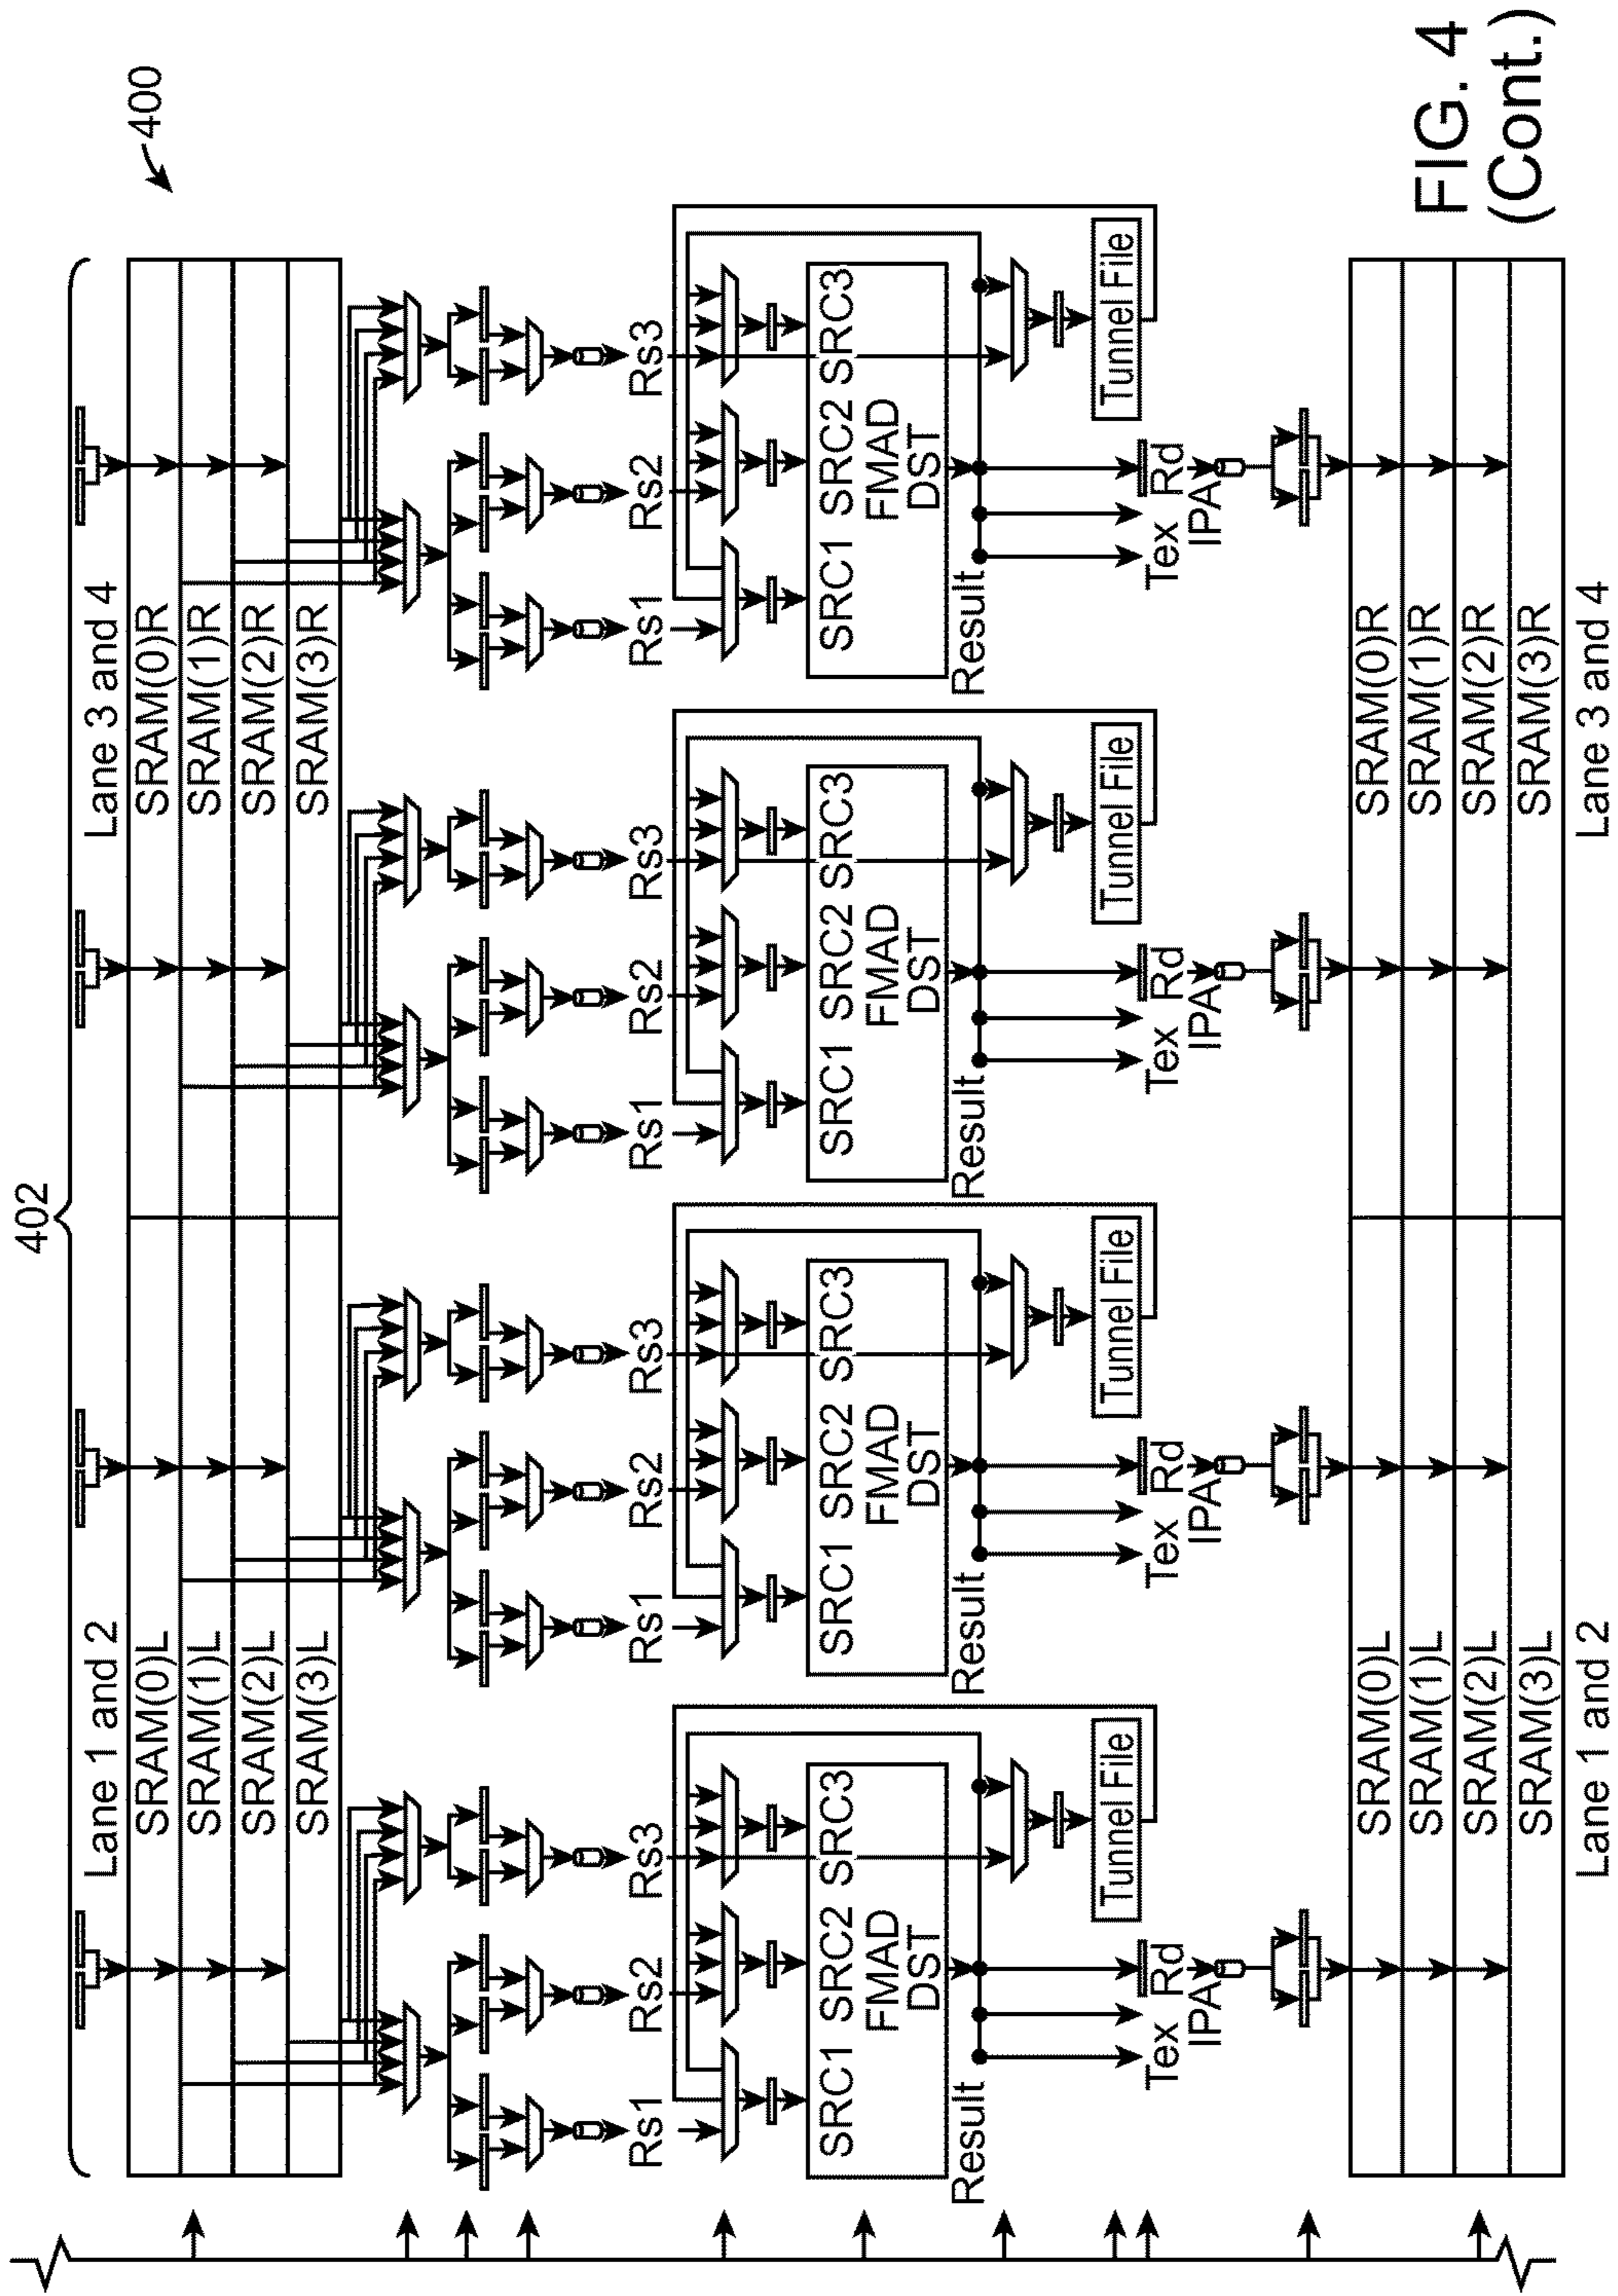 400
402
Lane 1 and 2
Lane 3 and 4
SRAM(0)L
SRAM(0)R
SRAM(1)L
SRAM(1)R
SRAM(2)L
SRAM(2)R
SRAM(3)L
SRAM(3)R
Rs1 Rs2 Rs3
Rs1 Rs2 Rs3
Rs1 Rs2 Rs3
Rs1 Rs2 Rs3
SRC1 SRC2 SRC3
SRC1 SRC2 SRC3
SRC1 SRC2 SRC3
SRC1 SRC2 SRC3
FMAD
FMAD
FMAD
FMAD
DST
DST
DST
DST
Result
Result
Result
Result
Tunnel File
Tunnel File
Tunnel File
Tunnel File
Tex Rd
Tex Rd
Tex Rd
Tex Rd
IPA
IPA
IPA
IPA
SRAM(0)L
SRAM(0)R
SRAM(1)L
SRAM(1)R
SRAM(2)L
SRAM(2)R
SRAM(3)L
SRAM(3)R
Lane 1 and 2
Lane 3 and 4
FIG. 4
(Cont.)